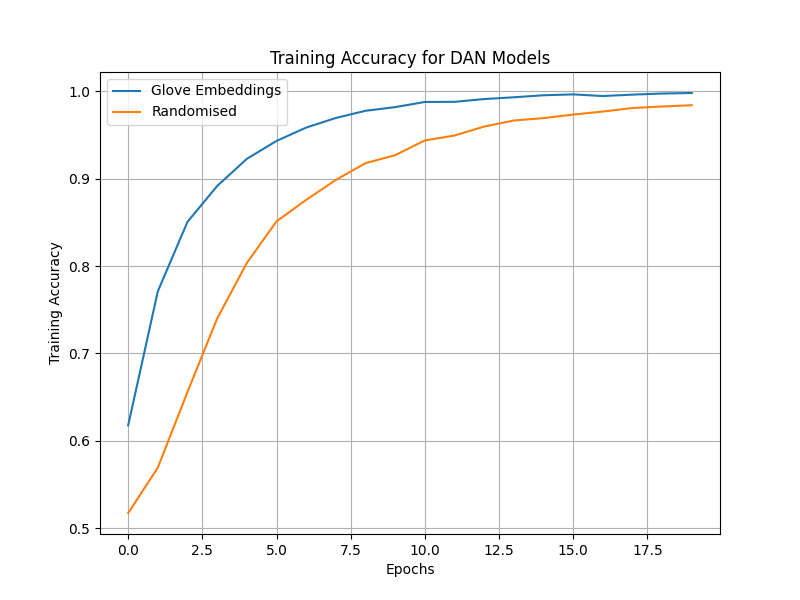 Training Accuracy for DAN Models
Glove Embeddings
Randomised
Training Accuracy
1.0
0.9
0.8
0.7
0.6
0.5
0.0 2.5 5.0 7.5 10.0 12.5 15.0 17.5
Epochs